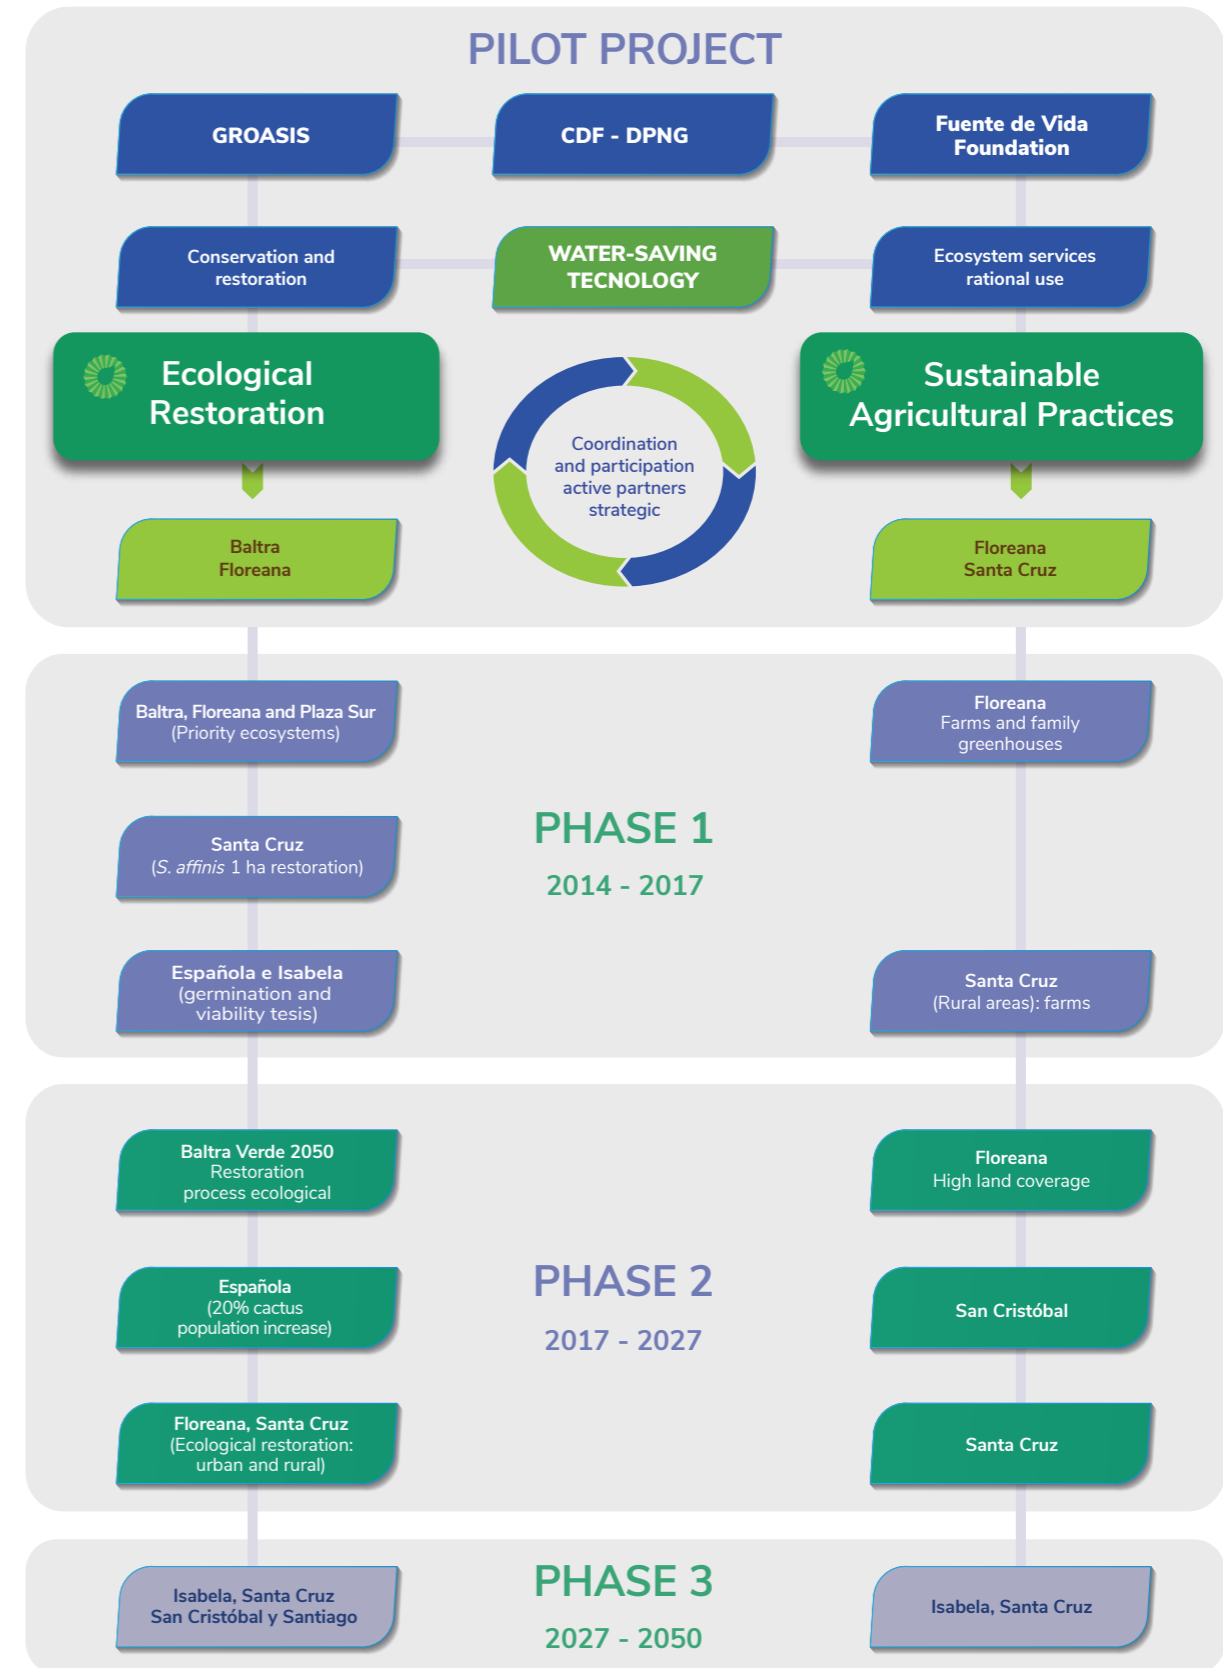 PILOT PROJECT
GROASIS
CDF - DPNG
Fuente de Vida
Foundation
Conservation and
restoration
WATER-SAVING
TECNOLOGY
Ecosystem services
rational use
Ecological
Restoration
Coordination
and participation
active partners
strategic
Sustainable
Agricultural Practices
Baltra
Floreana
Floreana
Santa Cruz
Baltra, Floreana and Plaza Sur
(Priority ecosystems)
Floreana
Farms and family
greenhouses
PHASE 1
2014 - 2017
Santa Cruz
(S. affinis 1 ha restoration)
Española e Isabela
(germination and
viability tesis)
Santa Cruz
(Rural areas): farms
Baltra Verde 2050
Restoration
process ecological
Floreana
High land coverage
PHASE 2
2017 - 2027
Española
(20% cactus
population increase)
San Cristóbal
Floreana, Santa Cruz
(Ecological restoration:
urban and rural)
Santa Cruz
PHASE 3
2027 - 2050
Isabela, Santa Cruz
San Cristóbal y Santiago
Isabela, Santa Cruz